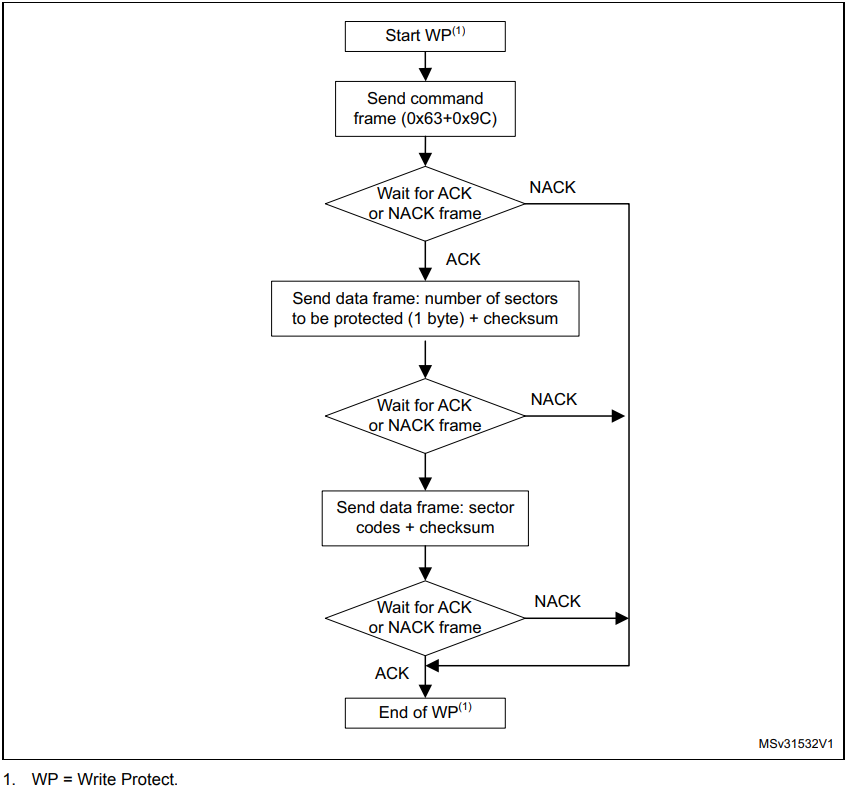 Start WP(1)
Send command
frame (0x63+0x9C)
Wait for ACK
or NACK frame
NACK
ACK
Send data frame: number of sectors
to be protected (1 byte) + checksum
Wait for ACK
or NACK frame
NACK
Send data frame: sector
codes + checksum
Wait for ACK
or NACK frame
NACK
ACK
End of WP(1)
MSv31532V1
1. WP = Write Protect.